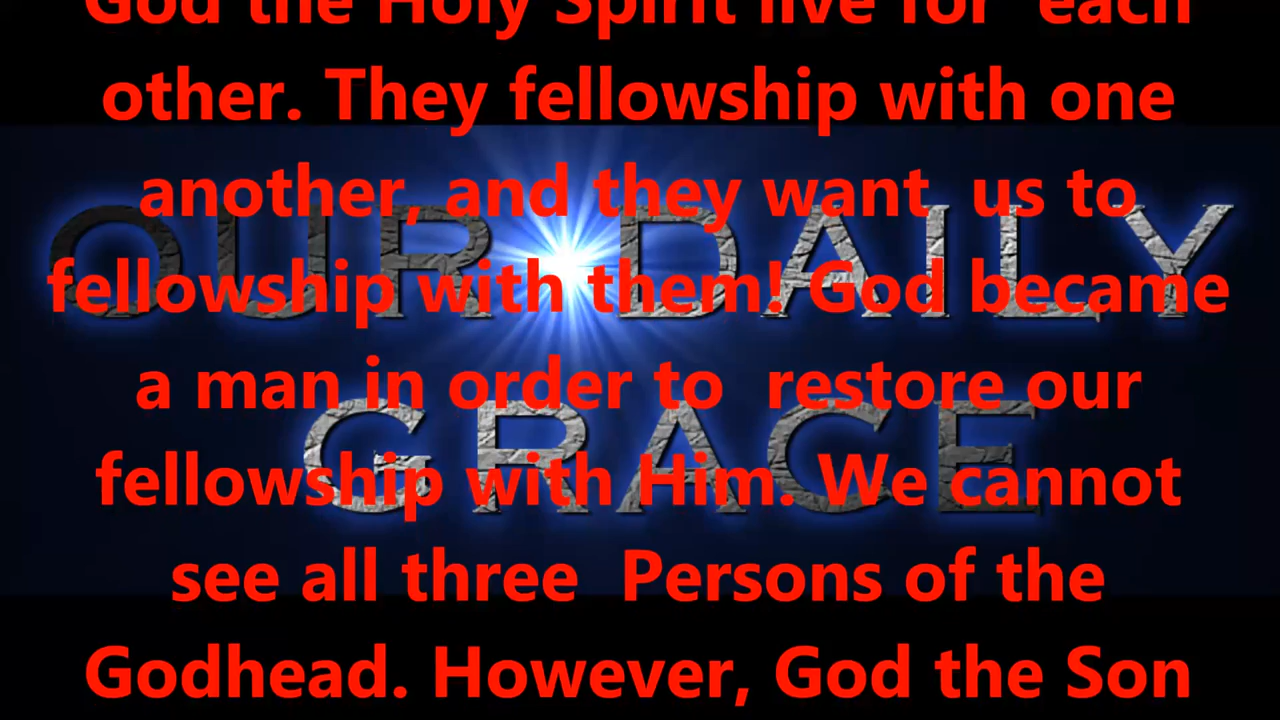 God the Holy Spirit live for each
other. They fellowship with one
another, and they want us to
fellowship with them! God became
a man in order to restore our
fellowship with Him. We cannot
see all three Persons of the
Godhead. However, God the Son
OUR DAILY
GRACE